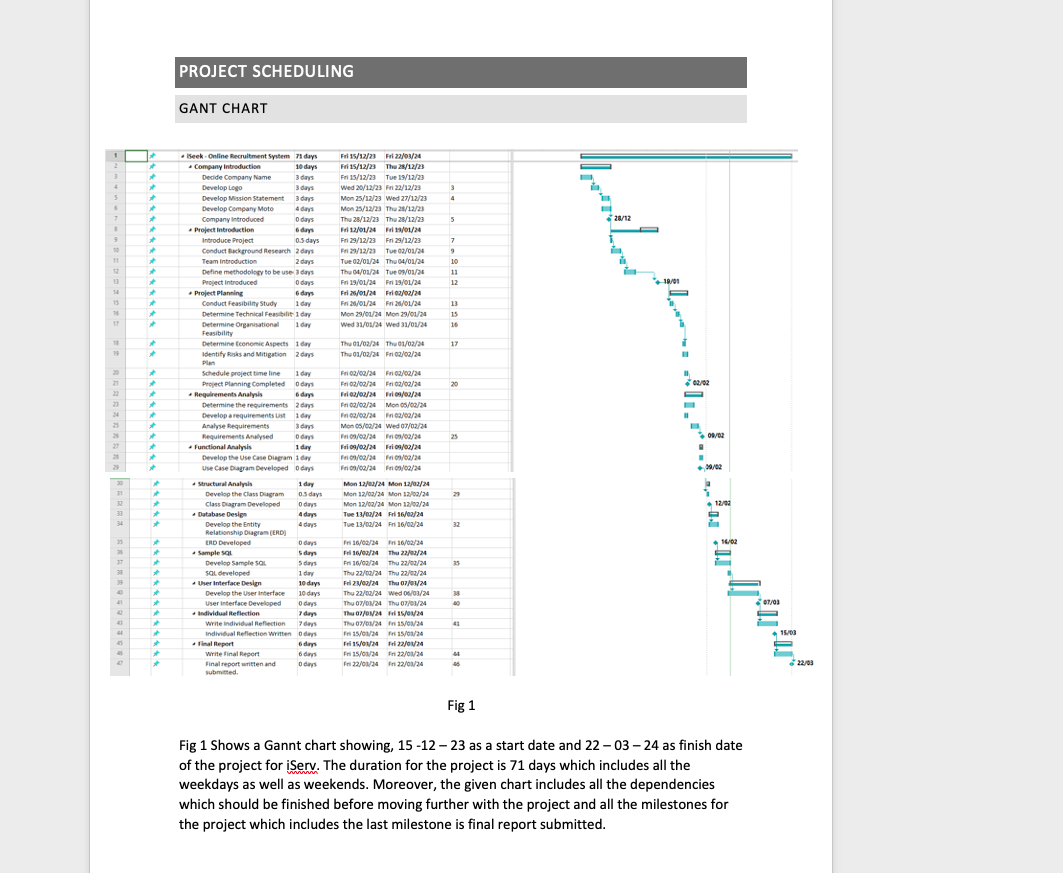 PROJECT SCHEDULING
GANT CHART
1 iSeek - Online Recruitment System 71 days Fri 15/12/23 Fri 22/03/24
2 Company Introduction 10 days Fri 15/12/23 Thu 28/12/23
3 Decide Company Name 3 days Fri 15/12/23 Tue 19/12/23
4 Develop Logo 3 days Wed 20/12/23 Fri 22/12/23 3
5 Develop Mission Statement 3 days Mon 25/12/23 Wed 27/12/23 4
6 Develop Company Moto 4 days Mon 25/12/23 Thu 28/12/23
7 Company Introduced 0 days Thu 28/12/23 Thu 28/12/23 5 28/12
8 Project Introduction 6 days Fri 12/01/24 Fri 19/01/24
9 Introduce Project 0.5 days Fri 29/12/23 Fri 29/12/23 7
10 Conduct Background Research 2 days Fri 29/12/23 Tue 02/01/24 9
11 Team Introduction 2 days Tue 02/01/24 Thu 04/01/24 10
12 Define methodology to be use 3 days Thu 04/01/24 Tue 09/01/24 11
13 Project Introduced 0 days Fri 19/01/24 Fri 19/01/24 12 19/01
14 Project Planning 6 days Fri 26/01/24 Fri 02/02/24
15 Conduct Feasibility Study 1 day Fri 26/01/24 Fri 26/01/24 13
16 Determine Technical Feasibilit 1 day Mon 29/01/24 Mon 29/01/24 15
17 Determine Organisational 1 day Wed 31/01/24 Wed 31/01/24 16
Feasibility
18 Determine Economic Aspects 1 day Thu 01/02/24 Thu 01/02/24 17
19 Identify Risks and Mitigation 2 days Thu 01/02/24 Fri 02/02/24
Plan
20 Schedule project time line 1 day Fri 02/02/24 Fri 02/02/24
21 Project Planning Completed 0 days Fri 02/02/24 Fri 02/02/24 20 02/02
22 Requirements Analysis 6 days Fri 02/02/24 Fri 09/02/24
23 Determine the requirements 2 days Fri 02/02/24 Mon 05/02/24
24 Develop a requirements List 1 day Fri 02/02/24 Fri 02/02/24
25 Analyse Requirements 3 days Mon 05/02/24 Wed 07/02/24
26 Requirements Analysed 0 days Fri 09/02/24 Fri 09/02/24 25 09/02
27 Functional Analysis 1 day Fri 09/02/24 Fri 09/02/24
28 Develop the Use Case Diagram 1 day Fri 09/02/24 Fri 09/02/24
29 Use Case Diagram Developed 0 days Fri 09/02/24 Fri 09/02/24 09/02
30 Structural Analysis 1 day Mon 12/02/24 Mon 12/02/24
31 Develop the Class Diagram 0.5 days Mon 12/02/24 Mon 12/02/24 29
32 Class Diagram Developed 0 days Mon 12/02/24 Mon 12/02/24 12/02
33 Database Design 4 days Tue 13/02/24 Fri 16/02/24
34 Develop the Entity 4 days Tue 13/02/24 Fri 16/02/24 32
Relationship Diagram (ERD)
35 ERD Developed 0 days Fri 16/02/24 Fri 16/02/24 16/02
36 Sample SQL 5 days Fri 16/02/24 Thu 22/02/24
37 Develop Sample SQL 5 days Fri 16/02/24 Thu 22/02/24 35
38 SQL developed 1 day Thu 22/02/24 Thu 22/02/24
39 User Interface Design 10 days Fri 23/02/24 Thu 07/03/24
40 Develop the User Interface 10 days Thu 22/02/24 Wed 06/03/24 38
41 User Interface Developed 0 days Thu 07/03/24 Thu 07/03/24 40 07/03
42 Individual Reflection 7 days Thu 07/03/24 Fri 15/03/24
43 Write Individual Reflection 7 days Thu 07/03/24 Fri 15/03/24 41
44 Individual Reflection Written 0 days Fri 15/03/24 Fri 15/03/24 15/03
45 Final Report 6 days Fri 15/03/24 Fri 22/03/24
46 Write Final Report 6 days Fri 15/03/24 Fri 22/03/24 44
47 Final report written and 0 days Fri 22/03/24 Fri 22/03/24 46 22/03
submitted.
Fig 1
Fig 1 Shows a Gannt chart showing, 15 -12 – 23 as a start date and 22 – 03 – 24 as finish date
of the project for iServ. The duration for the project is 71 days which includes all the
weekdays as well as weekends. Moreover, the given chart includes all the dependencies
which should be finished before moving further with the project and all the milestones for
the project which includes the last milestone is final report submitted.